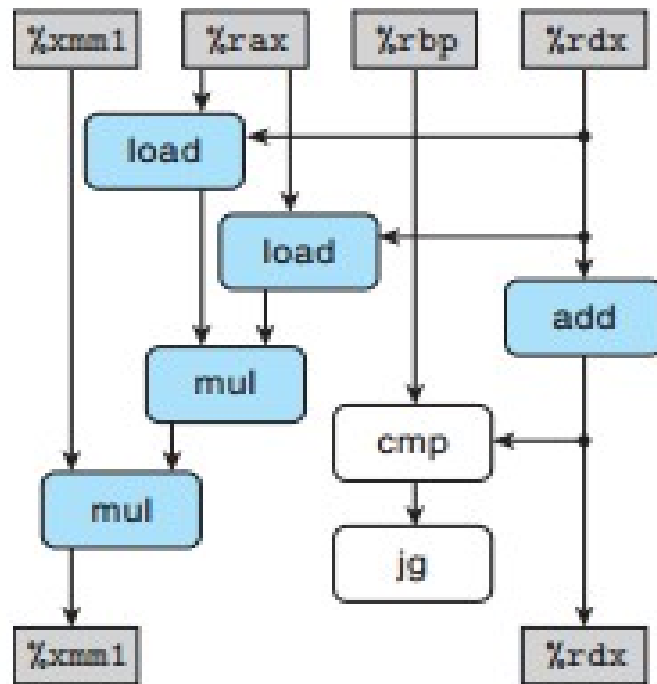 %xmm1 %rax %rbp %rdx
load
load
add
mul
cmp
mul
jg
%xmm1 %rdx